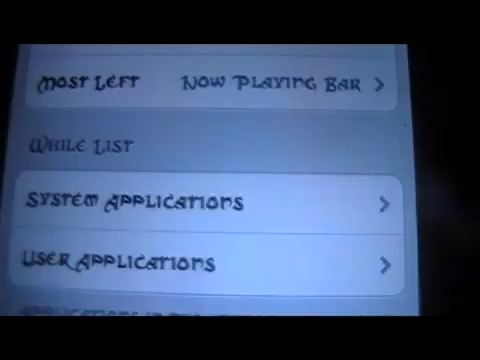 Most Left Now Playing Bar
While List
System Applications
User Applications